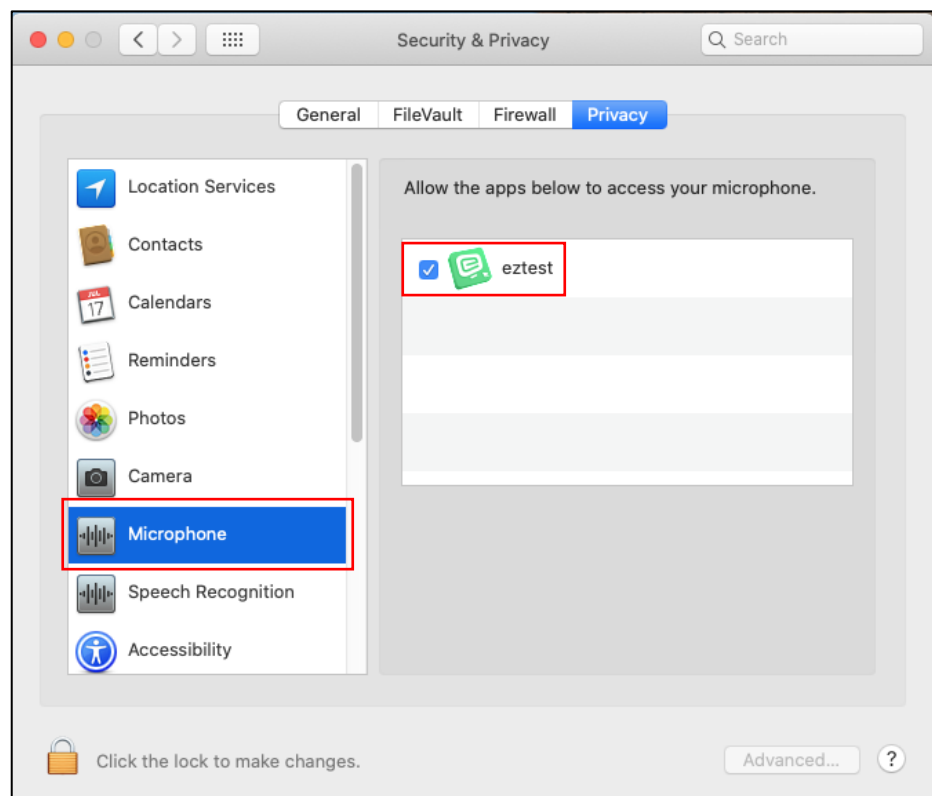 Security & Privacy
Search
General FileVault Firewall Privacy
Location Services
Contacts
JUL
17
Calendars
Reminders
Photos
Camera
Microphone
Speech Recognition
Accessibility
Allow the apps below to access your microphone.
eztest
Click the lock to make changes.
Advanced...
?